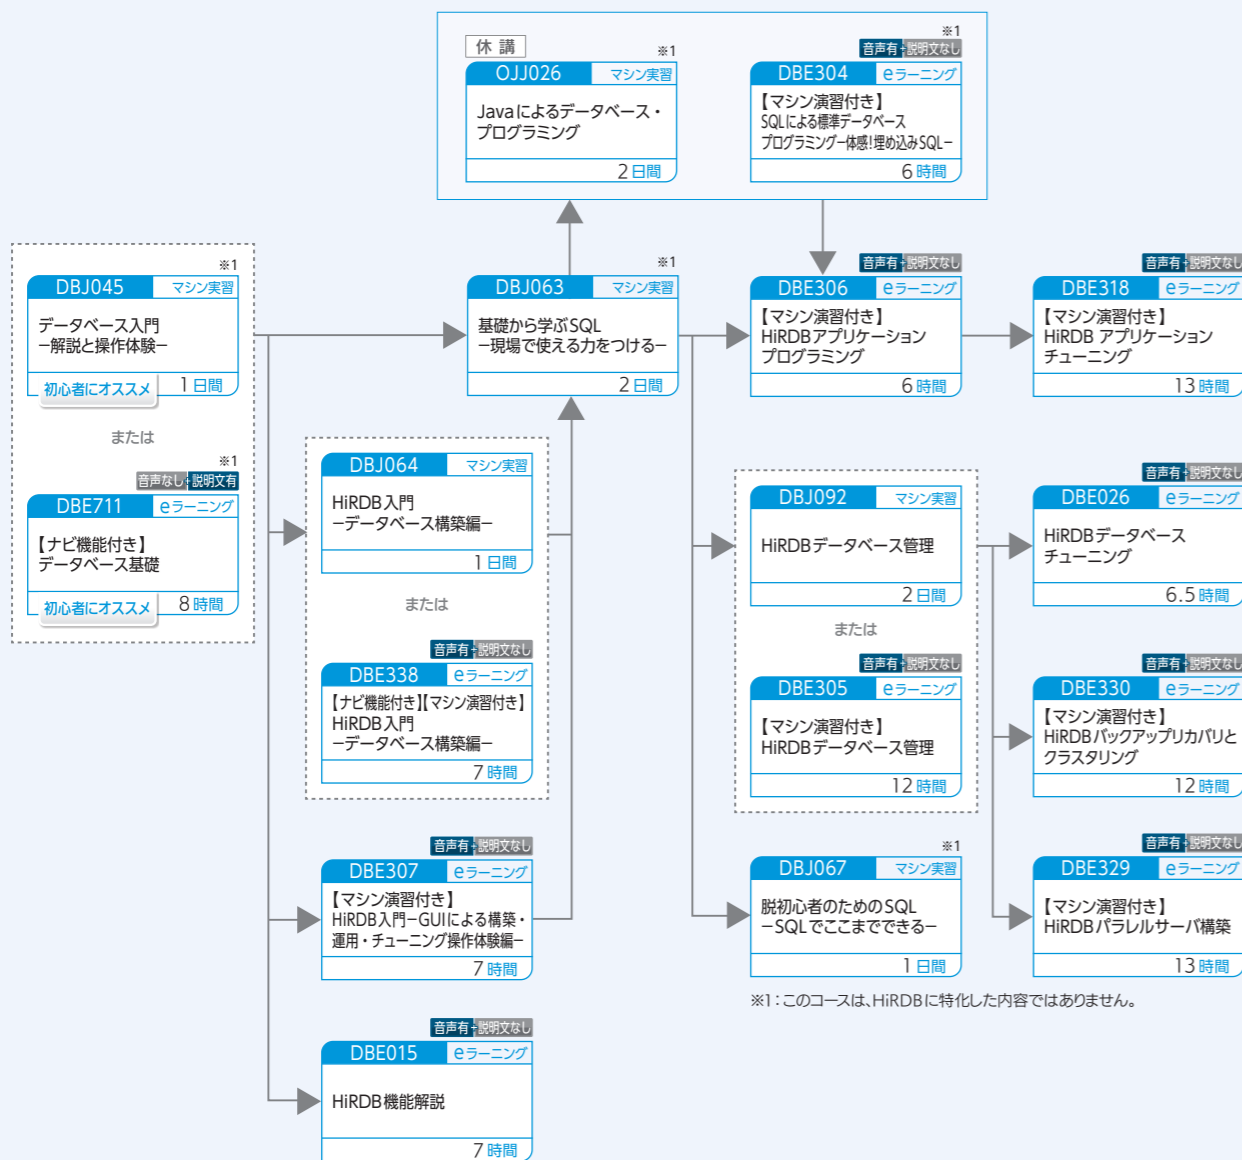 休 講
※1
OJJ026 マシン実習
Javaによるデータベース・
プログラミング
2日間
※1
音声有+説明文なし
DBE304 eラーニング
【マシン演習付き】
SQLによる標準データベース
プログラミング−体感!埋め込みSQL−
6時間
※1
DBJ045 マシン実習
データベース入門
−解説と操作体験−
初心者にオススメ 1日間
または
※1
音声なし+説明文有
DBE711 eラーニング
【ナビ機能付き】
データベース基礎
初心者にオススメ 8時間
※1
DBJ063 マシン実習
基礎から学ぶSQL
−現場で使える力をつける−
2日間
DBJ064 マシン実習
HiRDB入門
−データベース構築編−
1日間
または
音声有+説明文なし
DBE338 eラーニング
【ナビ機能付き】【マシン演習付き】
HiRDB入門
−データベース構築編−
7時間
音声有+説明文なし
DBE307 eラーニング
【マシン演習付き】
HiRDB入門−GUIによる構築・
運用・チューニング操作体験編−
7時間
音声有+説明文なし
DBE015 eラーニング
HiRDB機能解説
7時間
音声有+説明文なし
DBE306 eラーニング
【マシン演習付き】
HiRDBアプリケーション
プログラミング
6時間
DBJ092 マシン実習
HiRDBデータベース管理
2日間
または
音声有+説明文なし
DBE305 eラーニング
【マシン演習付き】
HiRDBデータベース管理
12時間
※1
DBJ067 マシン実習
脱初心者のためのSQL
−SQLでここまでできる−
1日間
音声有+説明文なし
DBE318 eラーニング
【マシン演習付き】
HiRDB アプリケーション
チューニング
13時間
音声有+説明文なし
DBE026 eラーニング
HiRDBデータベース
チューニング
6.5時間
音声有+説明文なし
DBE330 eラーニング
【マシン演習付き】
HiRDBバックアップリカバリと
クラスタリング
12時間
音声有+説明文なし
DBE329 eラーニング
【マシン演習付き】
HiRDBパラレルサーバ構築
13時間
※1：このコースは、HiRDBに特化した内容ではありません。